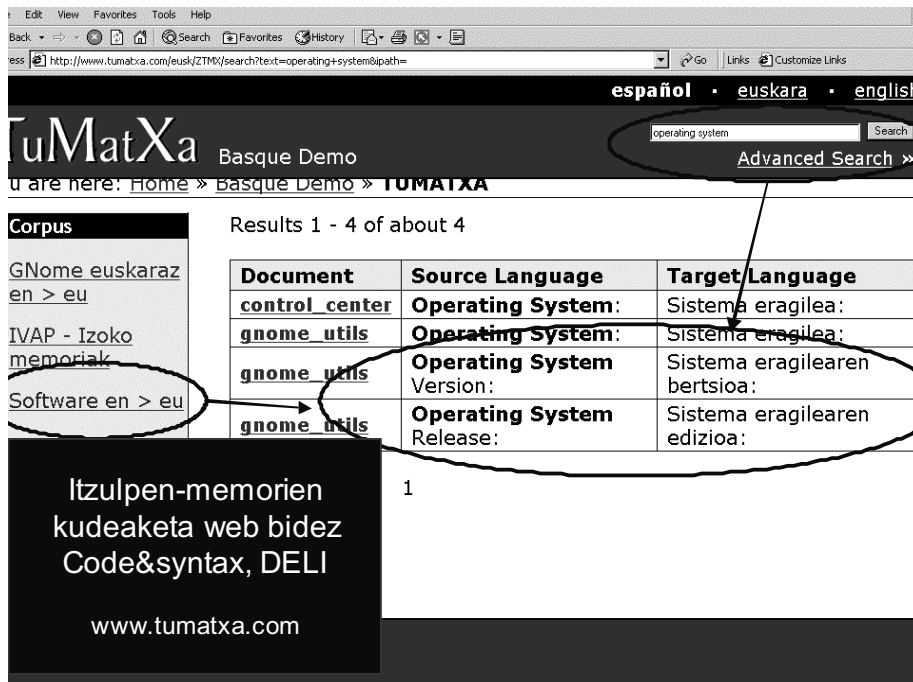 Edit View Favorites Tools Help
Back Search Favorites History
ress http://www.tumatxa.com/eusk/ZTMX/search?text=operating+system&ipath= Go Links Customize Links
español · euskara · english
TuMatXa Basque Demo
operating system Search
Advanced Search »
u are here: Home » Basque Demo » TUMATXA
Corpus
GNome euskaraz
en > eu
IVAP - Izoko
memoriak
Software en > eu
Results 1 - 4 of about 4
Document Source Language Target Language
control_center Operating System: Sistema eragilea:
gnome_utils Operating System: Sistema eragilea:
gnome_utils Operating System Version: Sistema eragilearen bertsioa:
gnome_utils Operating System Release: Sistema eragilearen edizioa:
1
Itzulpen-memorien
kudeaketa web bidez
Code&syntax, DELI
www.tumatxa.com